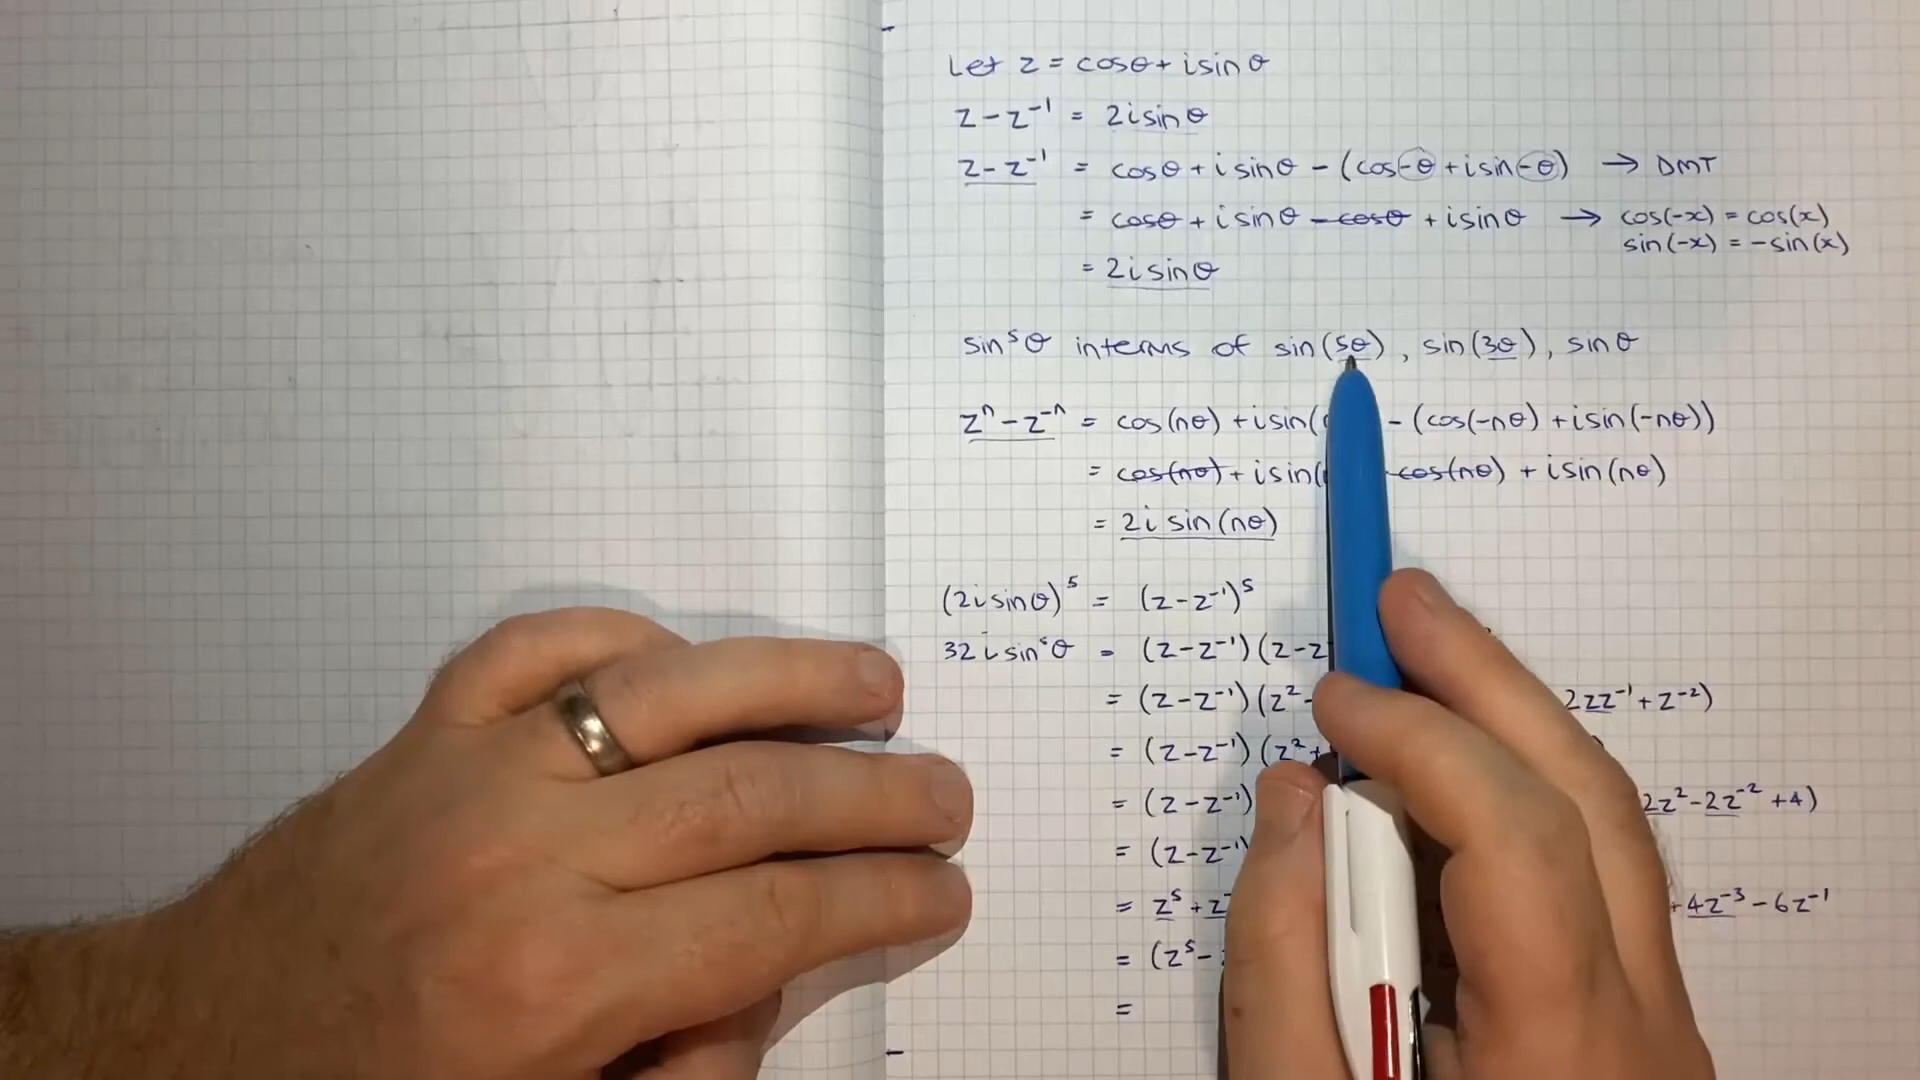 Let z = cosθ + isinθ
z - z⁻¹ = 2isinθ
z - z⁻¹ = cosθ + isinθ - (cos-θ + isin-θ) → DMT
= cosθ + isinθ - cosθ + isinθ → cos(-x) = cos(x)
sin(-x) = -sin(x)
= 2isinθ
sin⁵θ interms of sin(5θ), sin(3θ), sinθ
zⁿ - z⁻ⁿ = cos(nθ) + isin( - (cos(-nθ) + isin(-nθ))
= cos(nθ) + isin( cos(nθ) + isin(nθ)
= 2isin(nθ)
(2isinθ)⁵ = (z - z⁻¹)⁵
32isin⁵θ = (z - z⁻¹)(z - z
= (z - z⁻¹)(z² - 2zz⁻¹ + z⁻²)
= (z - z⁻¹)(z² +
= (z - z⁻¹) 2z² - 2z⁻² + 4)
= (z - z⁻¹)
= z⁵ + z + 4z⁻³ - 6z⁻¹
= (z⁵ -
=